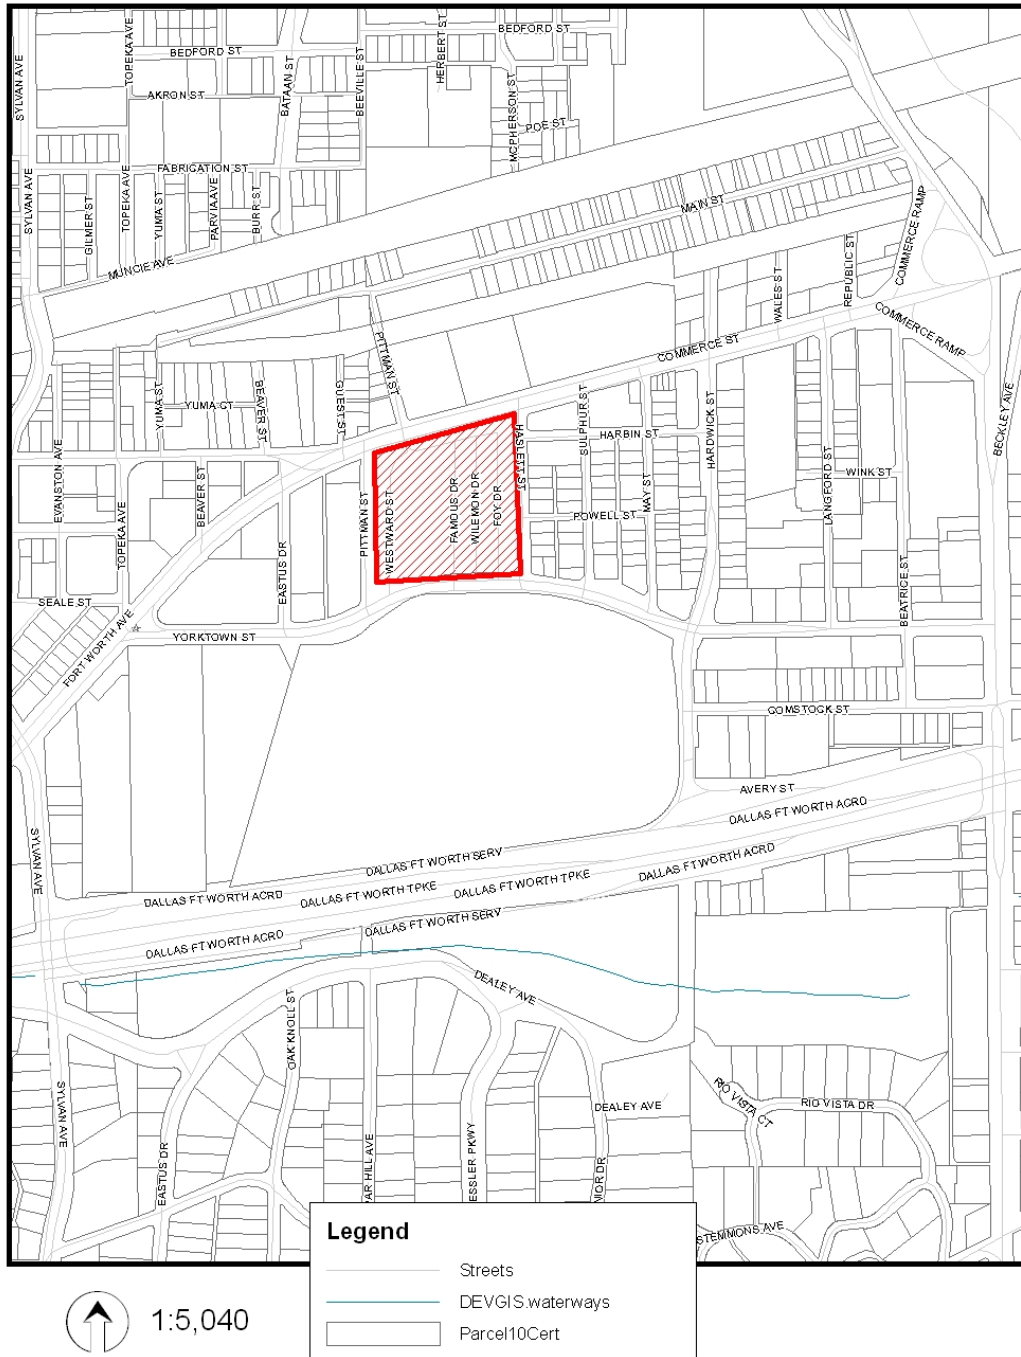 BEDFORD ST
BEDFORD ST
SYLVAN AVE
TOPEKA AVE
BATAAN ST
BEEVILLE ST
HERBERT ST
MCPHERSON ST
AKRON ST
POE ST
FABRICATION ST
SYLVAN AVE
GILMER ST
TOPEKA AVE
YUMA ST
PARVIA AVE
BURR ST
MAIN ST
COMMERCE RAMP
MUNCIE AVE
WALES ST
REPUBLIC ST
COMMERCE RAMP
PITTMAN ST
COMMERCE ST
YUMA ST
YUMA CT
BEAVER ST
GUEST ST
SULPHUR ST
HARDWICK ST
BECKLEY AVE
EVANSTON AVE
TOPEKA AVE
BEAVER ST
PITTMAN ST
WESTWARD ST
FAMOUS DR
WILEMON DR
FOY DR
HASLETT ST
HARBIN ST
MAY ST
LANGFORD ST
WINK ST
POWELL ST
EASTUS DR
BEATRICE ST
SEALE ST
FORT WORTH AVE
YORKTOWN ST
COMSTOCK ST
AVERY ST
DALLAS FT WORTH ACRD
SYLVAN AVE
DALLAS FT WORTH SERV
DALLAS FT WORTH ACRD
DALLAS FT WORTH TPKE
DALLAS FT WORTH TPKE
DALLAS FT WORTH ACRD
DALLAS FT WORTH ACRD
DALLAS FT WORTH SERV
DEALEY AVE
OAK KNOLL ST
SYLVAN AVE
DEALEY AVE
RIO VISTA CT
RIO VISTA DR
EASTUS DR
AR HILL AVE
ESSLER PKWY
NIOR DR
STEMMONS AVE
Legend
Streets
DEVGIS.waterways
Parcel10Cert
1:5,040